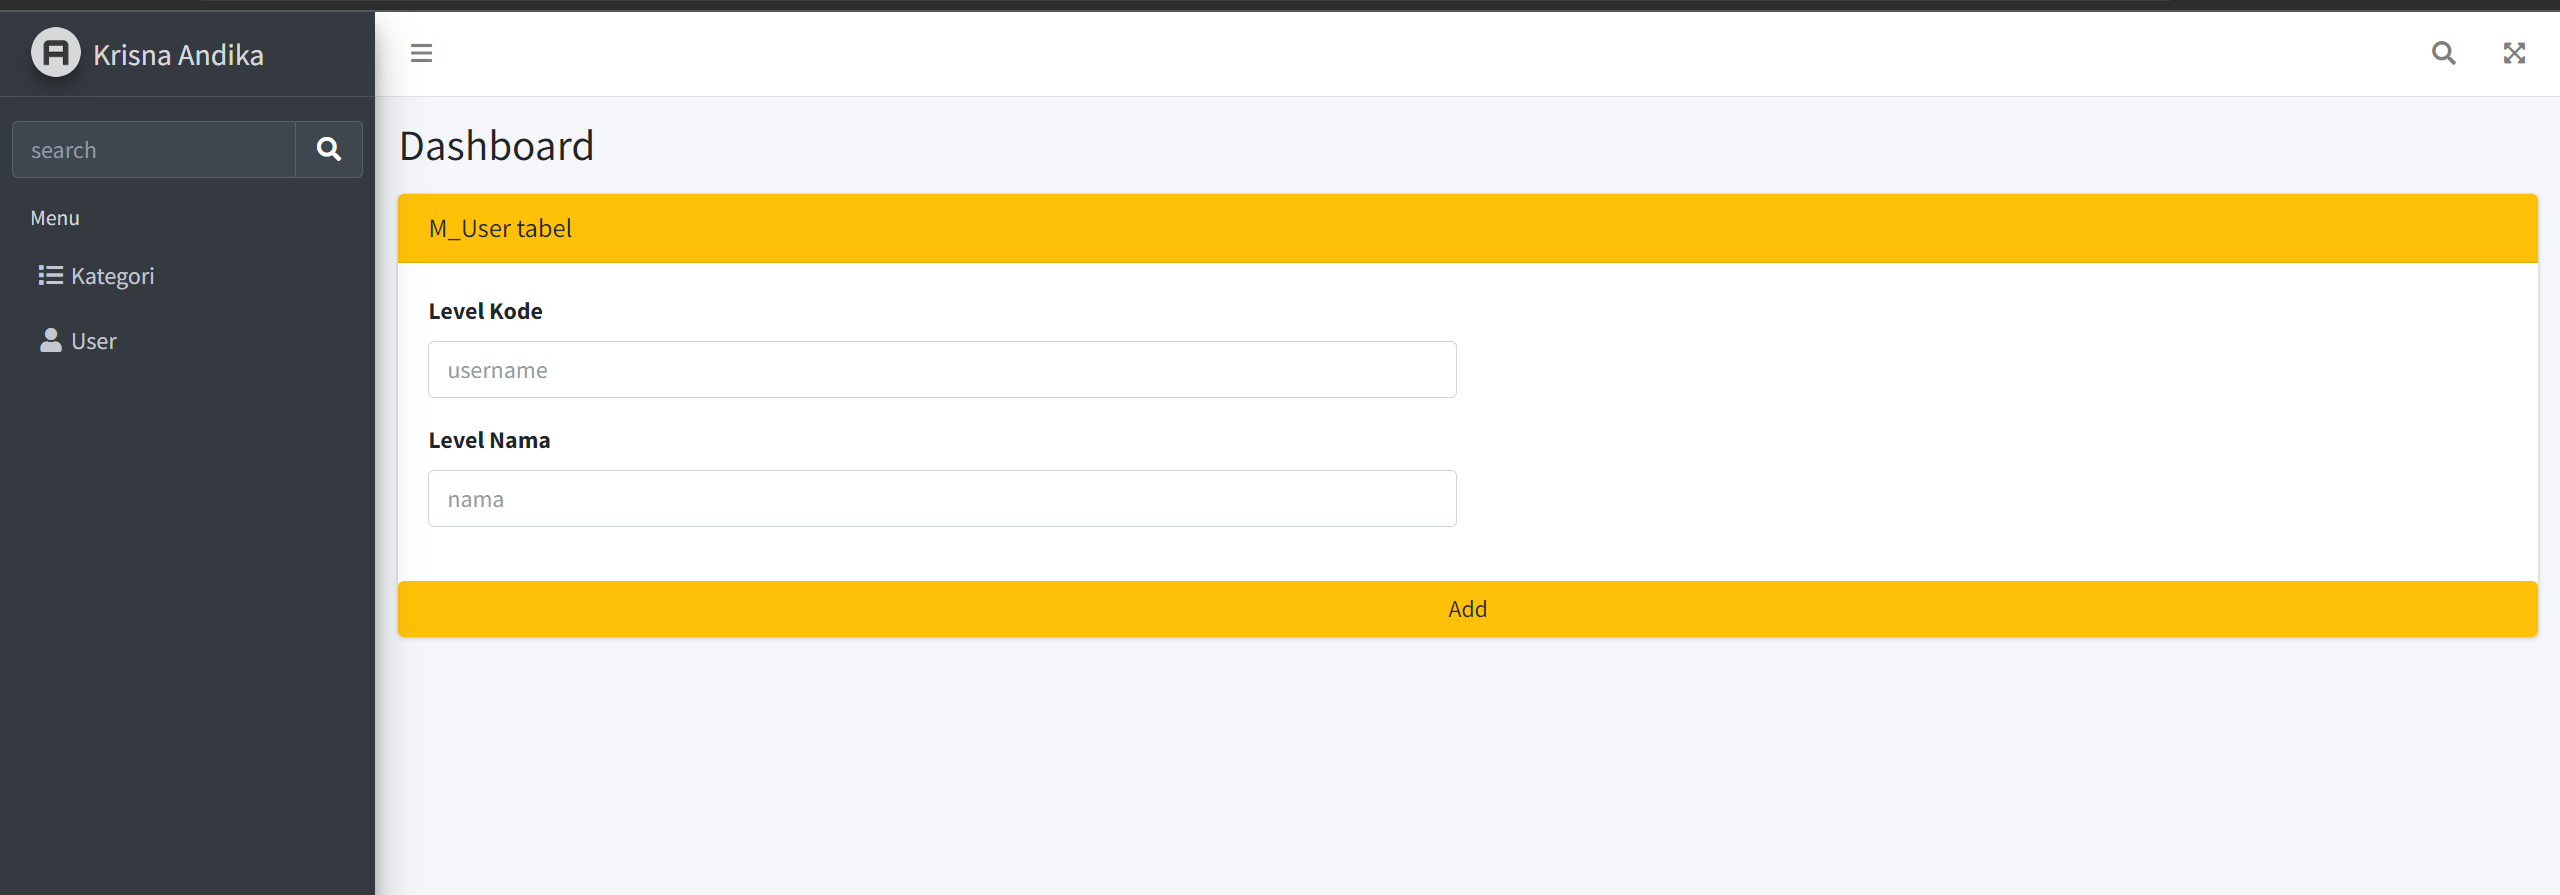 Krisna Andika
search
Menu
Kategori
User
Dashboard
M_User tabel
Level Kode
username
Level Nama
nama
Add